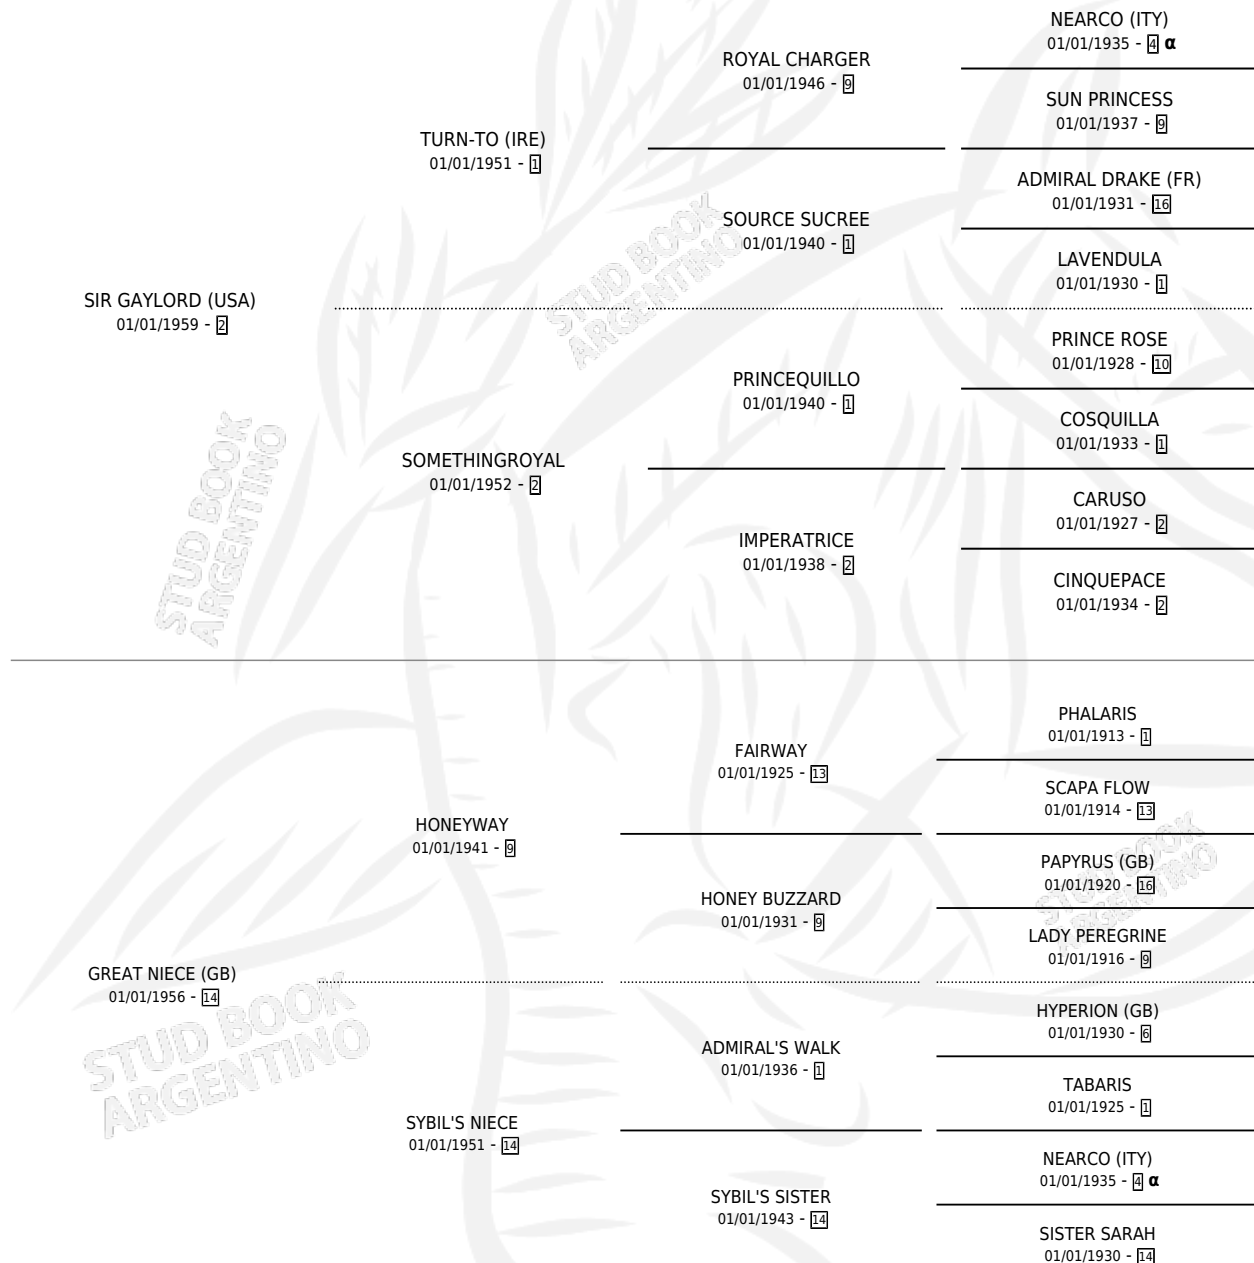 NEARCO (ITY)
01/01/1935 - 4 α
ROYAL CHARGER
01/01/1946 - 9
SUN PRINCESS
01/01/1937 - 9
TURN-TO (IRE)
01/01/1951 - 1
ADMIRAL DRAKE (FR)
01/01/1931 - 16
SOURCE SUCREE
01/01/1940 - 1
LAVENDULA
01/01/1930 - 1
SIR GAYLORD (USA)
01/01/1959 - 2
STUD BOOK
ARGENTINO
PRINCE ROSE
01/01/1928 - 10
PRINCEQUILLO
01/01/1940 - 1
COSQUILLA
01/01/1933 - 1
SOMETHINGROYAL
01/01/1952 - 2
STUD BOOK
ARGENTINO
CARUSO
01/01/1927 - 2
IMPERATRICE
01/01/1938 - 2
CINQUEPACE
01/01/1934 - 2
PHALARIS
01/01/1913 - 1
FAIRWAY
01/01/1925 - 13
SCAPA FLOW
01/01/1914 - 13
HONEYWAY
01/01/1941 - 9
PAPYRUS (GB)
01/01/1920 - 16
STUD BOOK
ARGENTINO
HONEY BUZZARD
01/01/1931 - 9
LADY PEREGRINE
01/01/1916 - 9
GREAT NIECE (GB)
01/01/1956 - 14
STUD BOOK
ARGENTINO
HYPERION (GB)
01/01/1930 - 6
ADMIRAL'S WALK
01/01/1936 - 1
TABARIS
01/01/1925 - 1
SYBIL'S NIECE
01/01/1951 - 14
NEARCO (ITY)
01/01/1935 - 4 α
SYBIL'S SISTER
01/01/1943 - 14
SISTER SARAH
01/01/1930 - 14